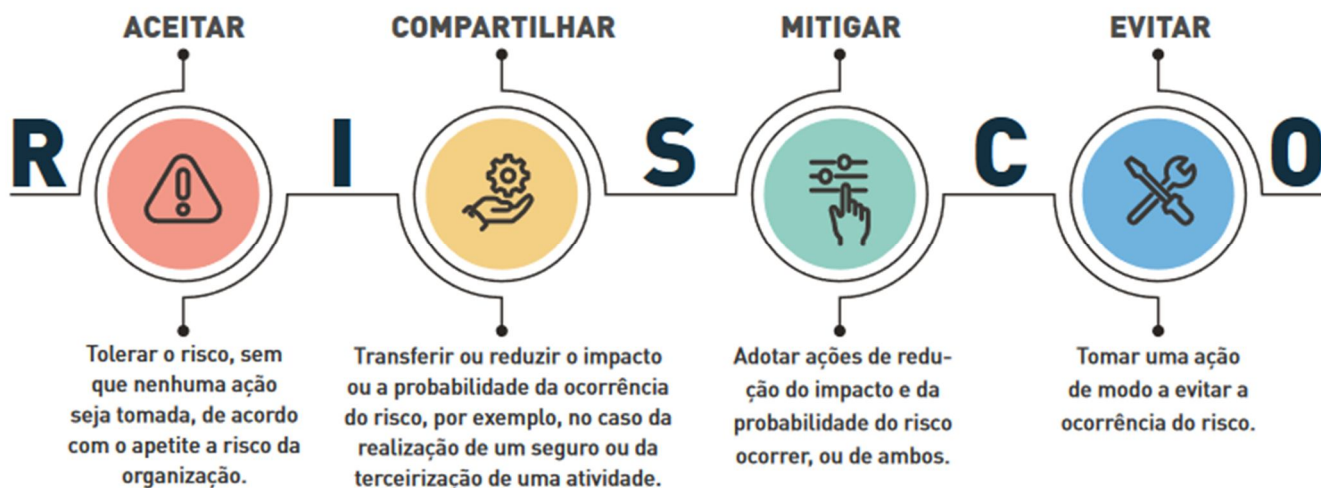 ACEITAR
COMPARTILHAR
MITIGAR
EVITAR
R I S C O
Tolerar o risco, sem
que nenhuma ação
seja tomada, de acordo
com o apetite a risco da
organização.
Transferir ou reduzir o impacto
ou a probabilidade da ocorrência
do risco, por exemplo, no caso da
realização de um seguro ou da
terceirização de uma atividade.
Adotar ações de redu-
ção do impacto e da
probabilidade do risco
ocorrer, ou de ambos.
Tomar uma ação
de modo a evitar a
ocorrência do risco.